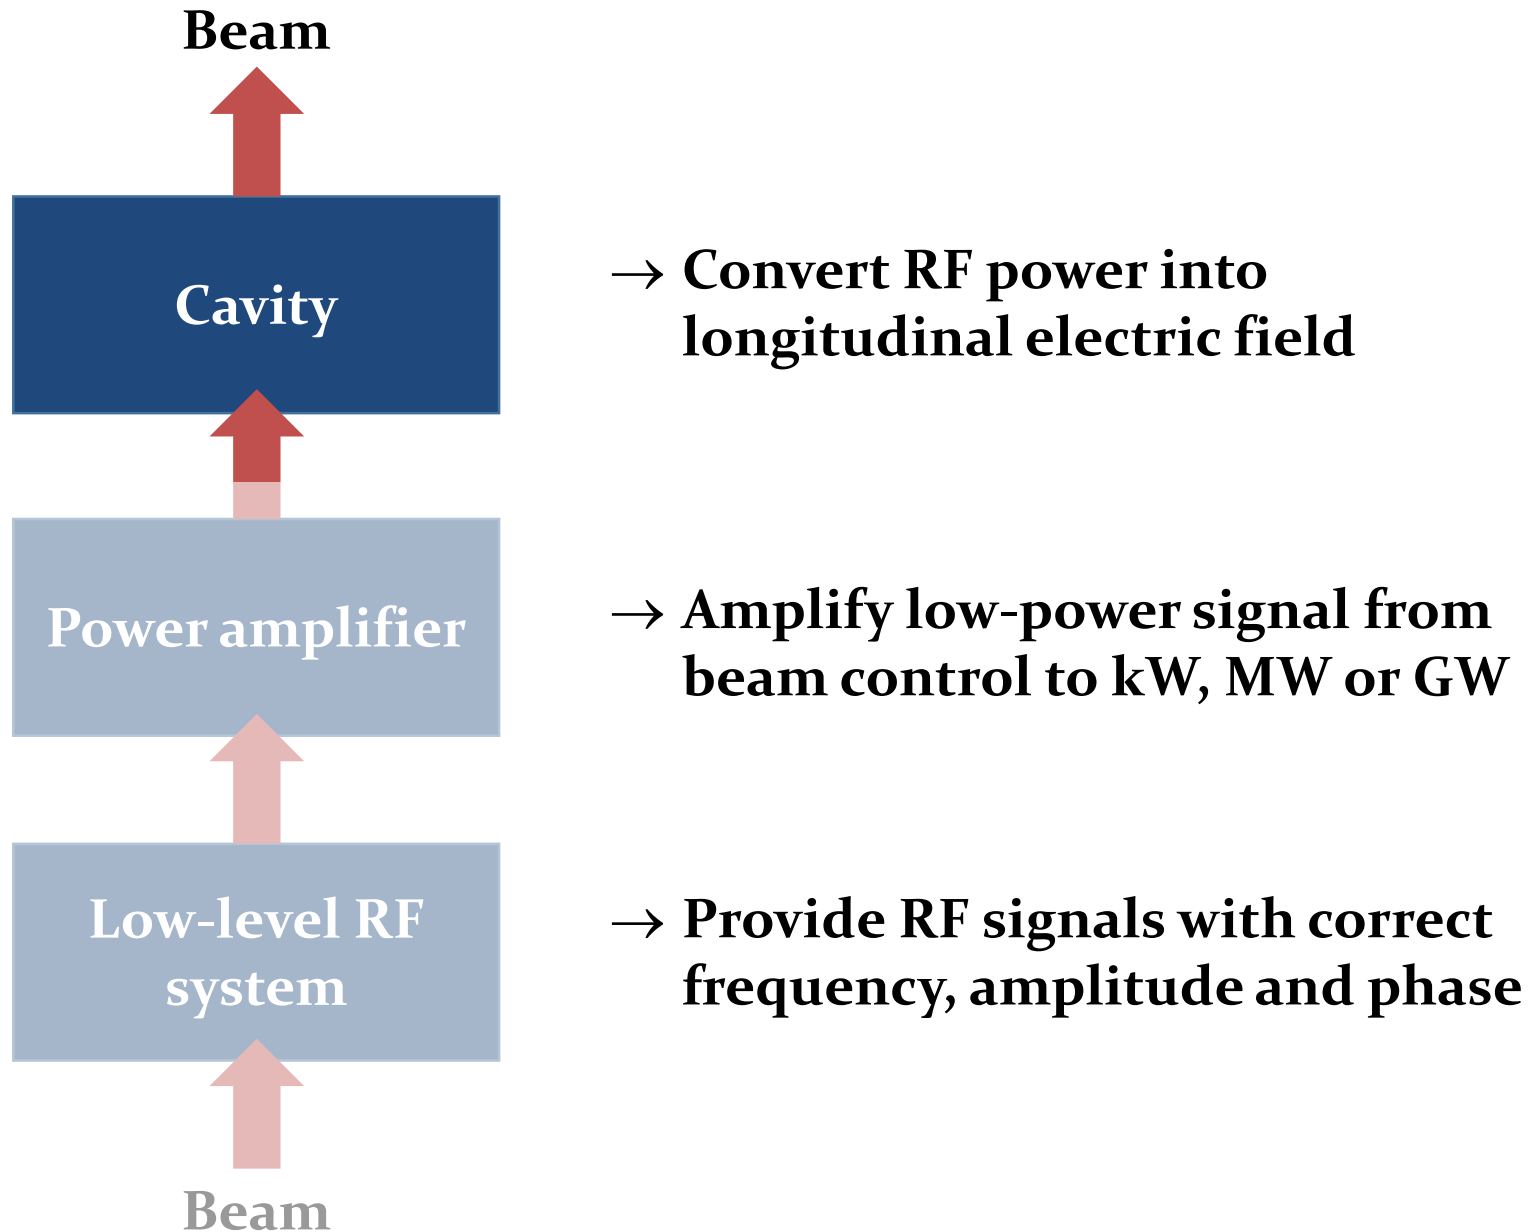 Beam
Cavity
→ Convert RF power into
longitudinal electric field
Power amplifier
→ Amplify low-power signal from
beam control to kW, MW or GW
Low-level RF
system
→ Provide RF signals with correct
frequency, amplitude and phase
Beam